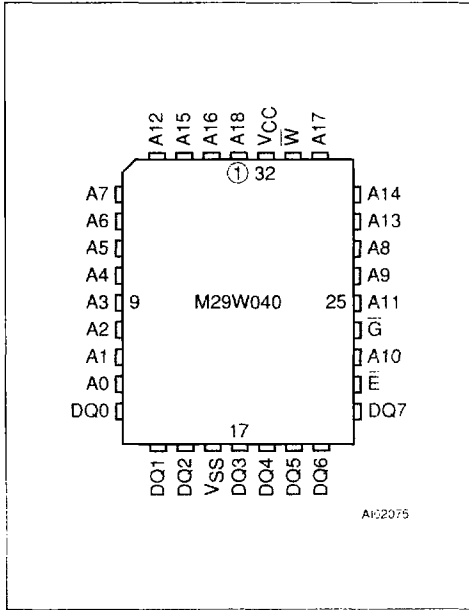 A12 A15 A16 A18 VCC W̅ A17
① 32
A7 A14
A6 A13
A5 A8
A4 A9
A3 9 M29W040 25 A11
A2 G̅
A1 A10
A0 E̅
DQ0 DQ7
17
DQ1 DQ2 VSS DQ3 DQ4 DQ5 DQ6
AI02075